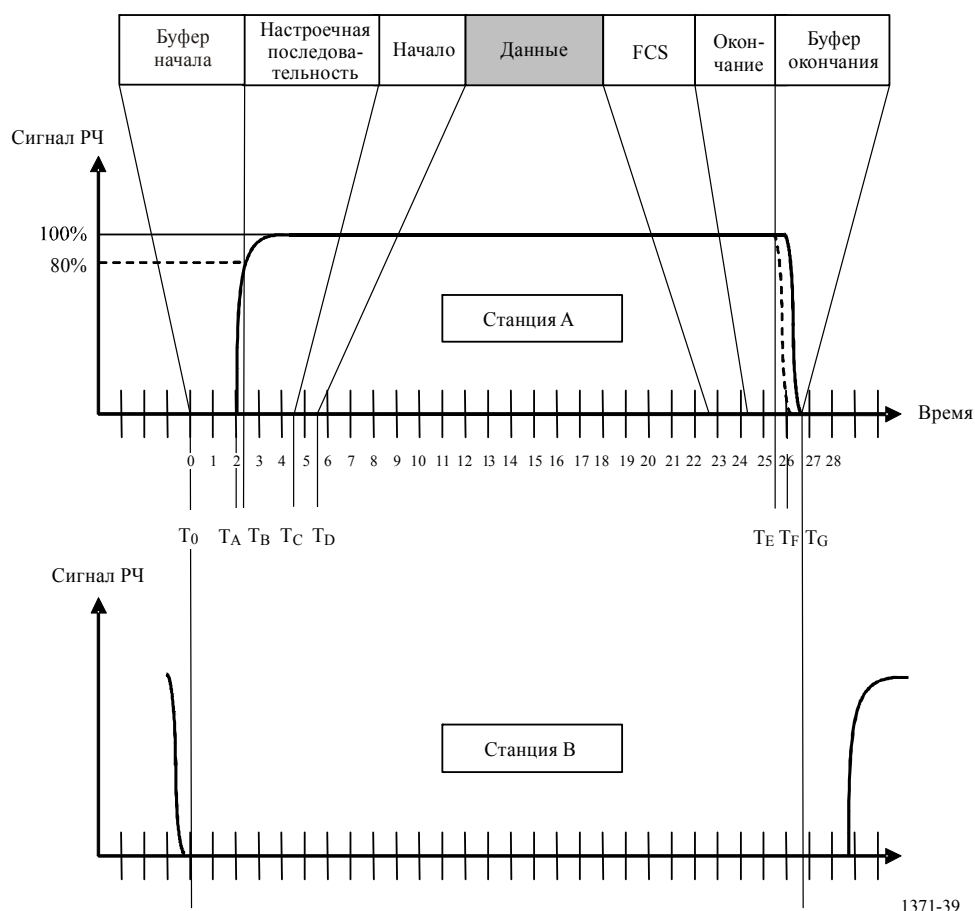 Буфер
начала
Настроечная
последова-
тельность
Начало
Данные
FCS
Окон-
чание
Буфер
окончания
Сигнал РЧ
100%
80%
Станция A
Время
0 1 2 3 4 5 6 7 8 9 10 11 12 13 14 15 16 17 18 19 20 21 22 23 24 25 26 27 28
T0 TA TB TC TD TE TF TG
Сигнал РЧ
Станция B
1371-39